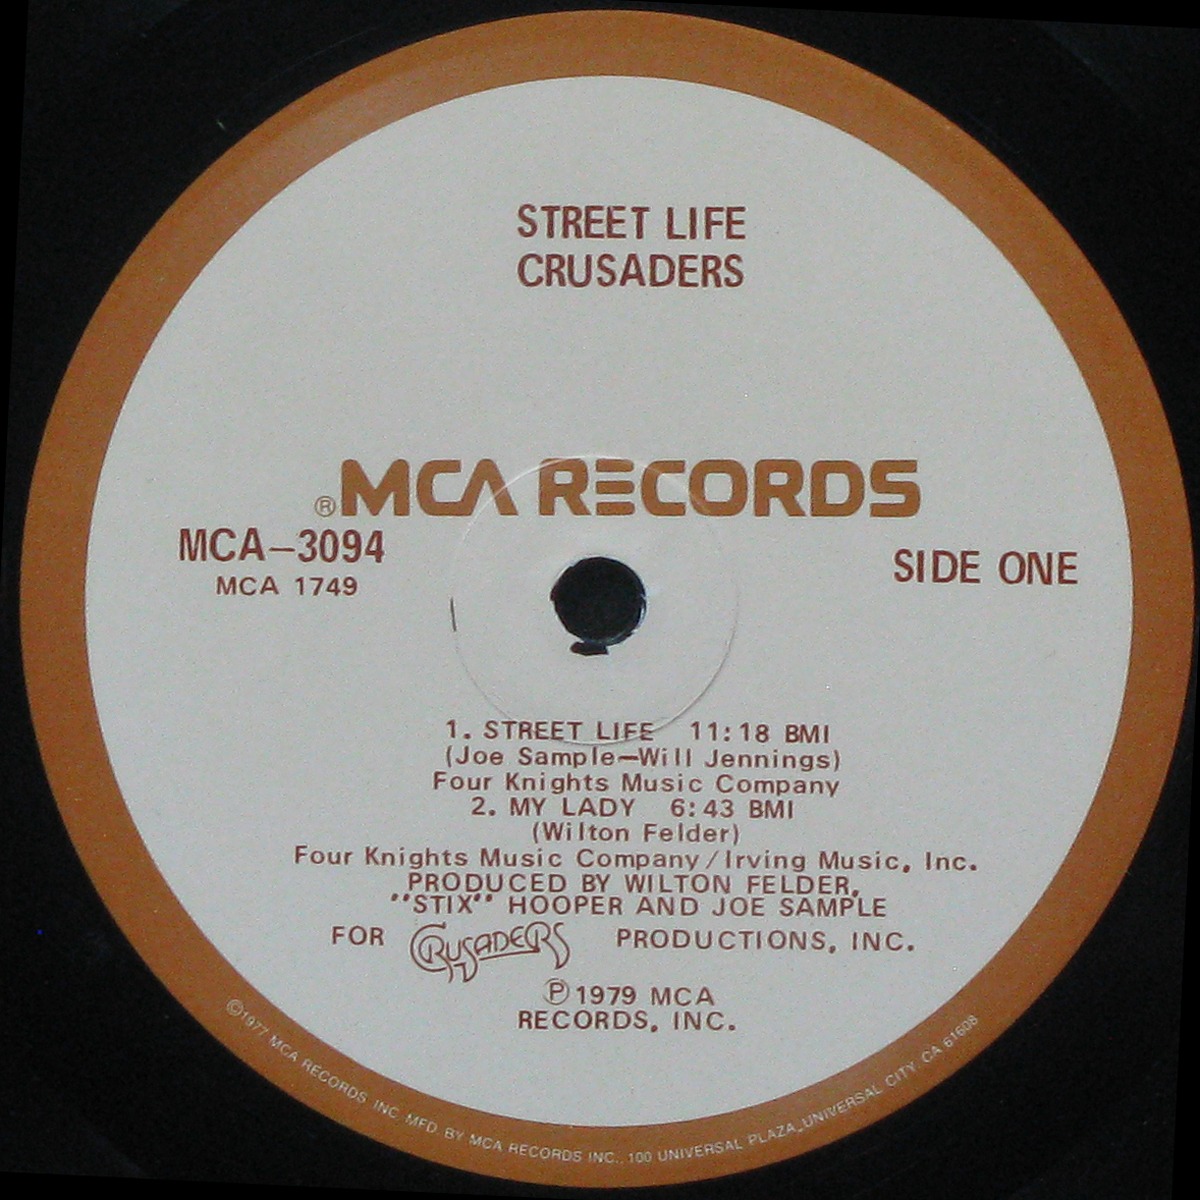 STREET LIFE
CRUSADERS
®MCA RECORDS
MCA–3094
MCA 1749
SIDE ONE
1. STREET LIFE 11:18 BMI
(Joe Sample–Will Jennings)
Four Knights Music Company
2. MY LADY 6:43 BMI
(Wilton Felder)
Four Knights Music Company/Irving Music, Inc.
PRODUCED BY WILTON FELDER,
"STIX" HOOPER AND JOE SAMPLE
FOR CRUSADERS PRODUCTIONS, INC.
Ⓟ1979 MCA
RECORDS, INC.
©1977 MCA RECORDS INC. MFD. BY MCA RECORDS INC., 100 UNIVERSAL PLAZA, UNIVERSAL CITY, CA 61608